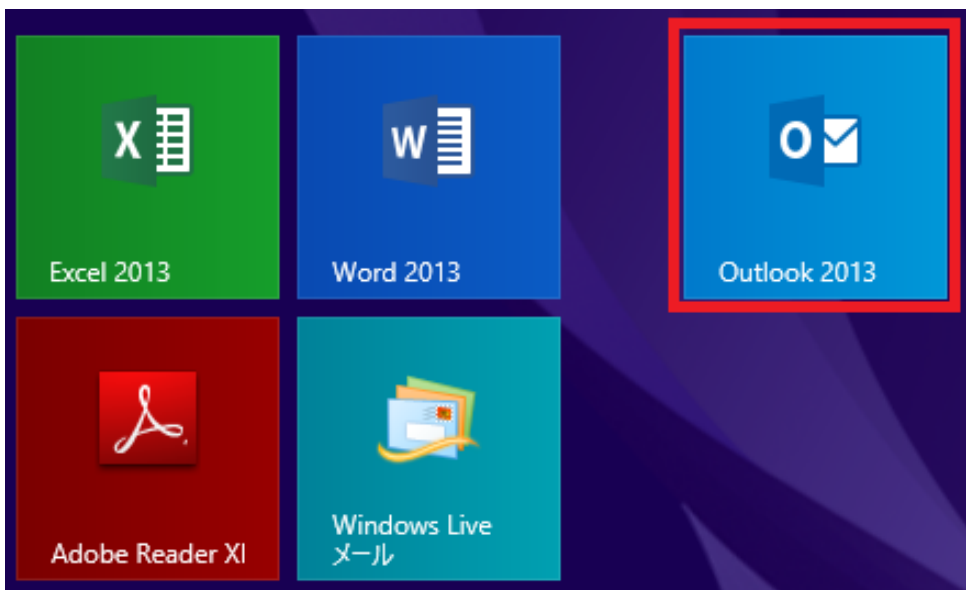 Excel 2013
Word 2013
Outlook 2013
Adobe Reader XI
Windows Live
メール